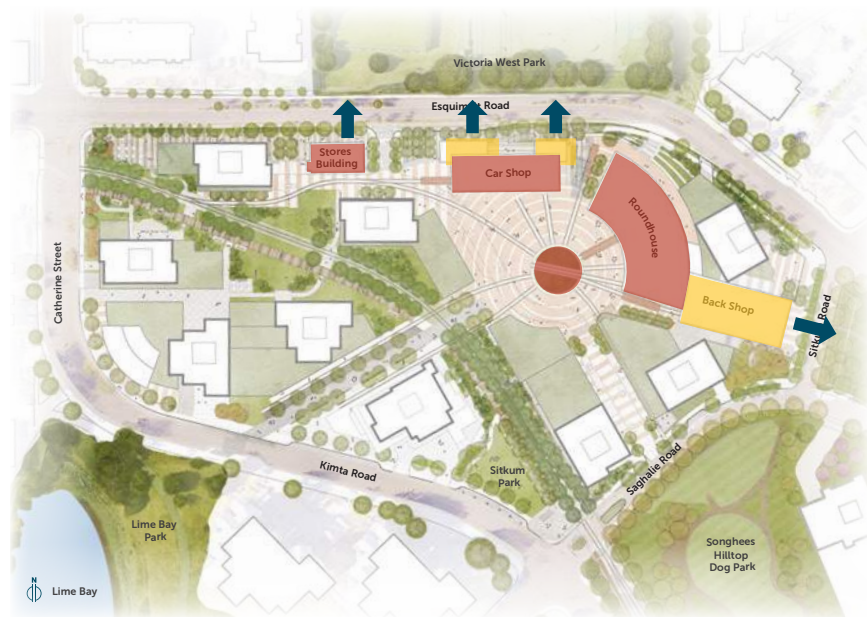 Victoria West Park
Esquimalt Road
Stores
Building
Car Shop
Roundhouse
Catherine Street
Back Shop
Sitkum Road
Kimta Road
Sitkum
Park
Saghalie Road
Lime Bay
Park
Songhees
Hilltop
Dog Park
N
Lime Bay